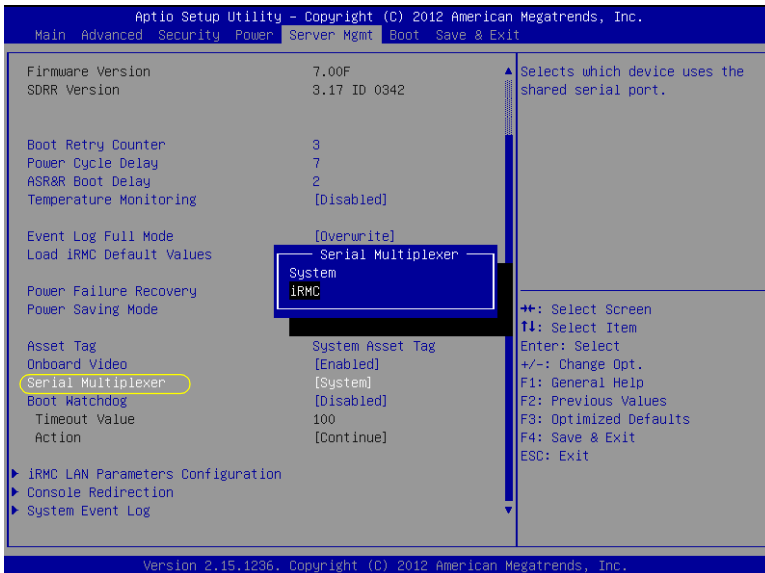 Aptio Setup Utility – Copyright (C) 2012 American Megatrends, Inc.
Main Advanced Security Power Server Mgmt Boot Save & Exit
Firmware Version 7.00F
SDRR Version 3.17 ID 0342
Boot Retry Counter 3
Power Cycle Delay 7
ASR&R Boot Delay 2
Temperature Monitoring [Disabled]
Event Log Full Mode [Overwrite]
Load iRMC Default Values
Power Failure Recovery
Power Saving Mode
Serial Multiplexer
System
iRMC
Asset Tag System Asset Tag
Onboard Video [Enabled]
Serial Multiplexer [System]
Boot Watchdog [Disabled]
Timeout Value 100
Action [Continue]
iRMC LAN Parameters Configuration
Console Redirection
System Event Log
Selects which device uses the
shared serial port.
→←: Select Screen
↑↓: Select Item
Enter: Select
+/-: Change Opt.
F1: General Help
F2: Previous Values
F3: Optimized Defaults
F4: Save & Exit
ESC: Exit
Version 2.15.1236. Copyright (C) 2012 American Megatrends, Inc.